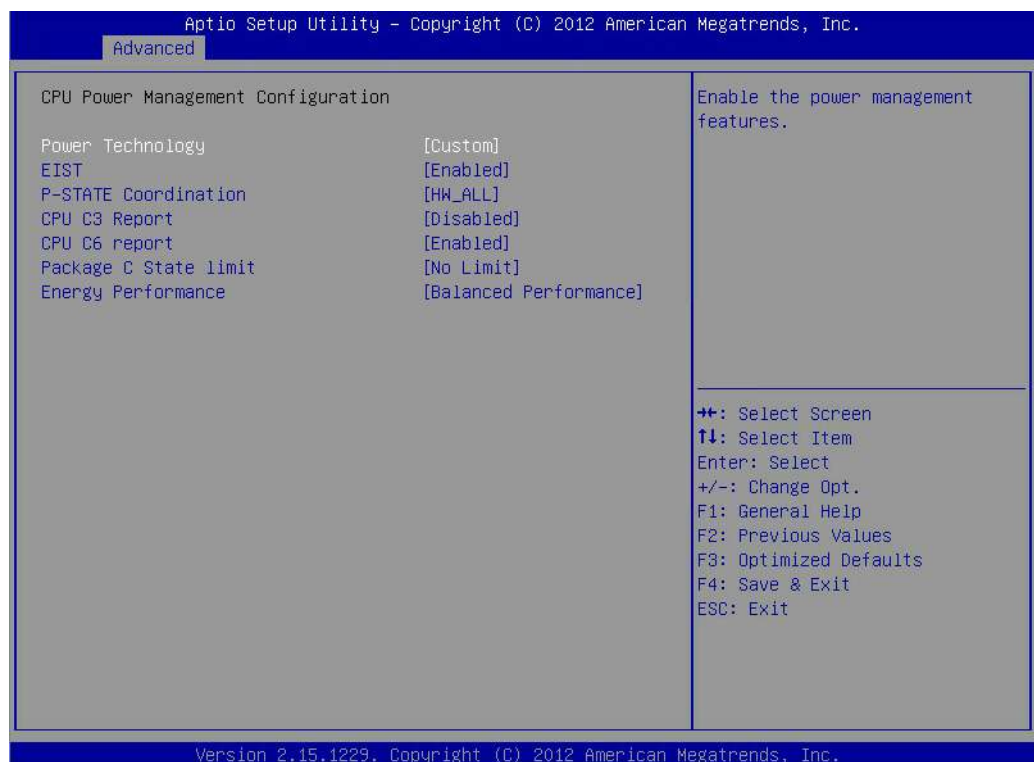 Aptio Setup Utility – Copyright (C) 2012 American Megatrends, Inc.
Advanced
CPU Power Management Configuration
Power Technology [Custom]
EIST [Enabled]
P-STATE Coordination [HW_ALL]
CPU C3 Report [Disabled]
CPU C6 report [Enabled]
Package C State limit [No Limit]
Energy Performance [Balanced Performance]
Enable the power management
features.
→←: Select Screen
↑↓: Select Item
Enter: Select
+/-: Change Opt.
F1: General Help
F2: Previous Values
F3: Optimized Defaults
F4: Save & Exit
ESC: Exit
Version 2.15.1229. Copyright (C) 2012 American Megatrends, Inc.